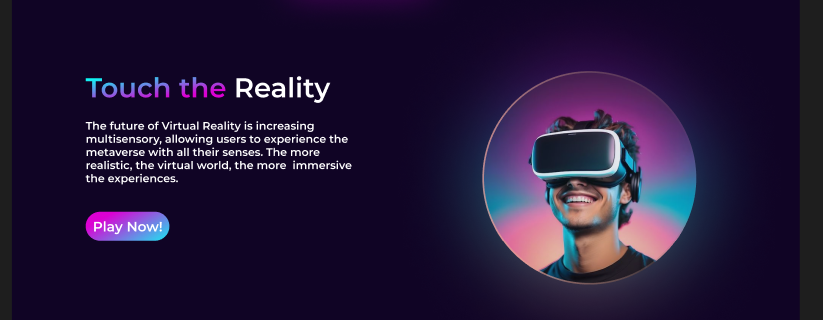 Touch the Reality
The future of Virtual Reality is increasing
multisensory, allowing users to experience the
metaverse with all their senses. The more
realistic, the virtual world, the more  immersive
the experiences.
Play Now!